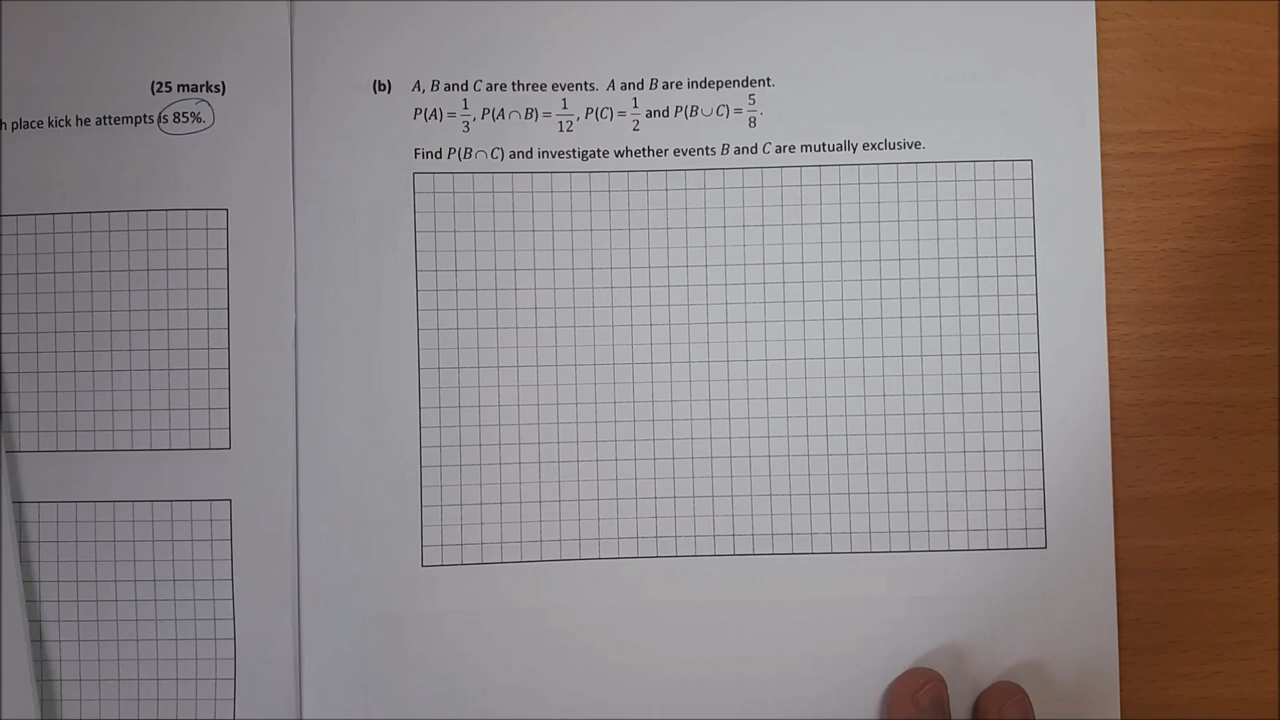 (25 marks)
h place kick he attempts is 85%.
(b) A, B and C are three events. A and B are independent.
P(A) = 1/3, P(A∩B) = 1/12, P(C) = 1/2 and P(B∪C) = 5/8.
Find P(B∩C) and investigate whether events B and C are mutually exclusive.